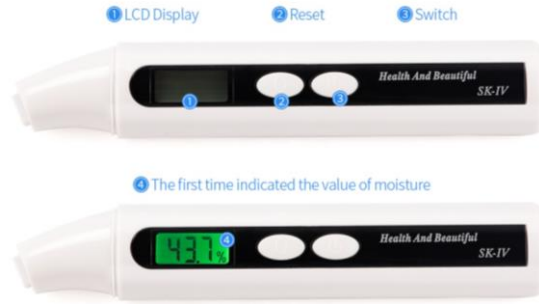 1 LCD Display
2 Reset
3 Switch
1
2
3
Health And Beautiful
SK-IV
4 The first time indicated the value of moisture
43.7%
4
Health And Beautiful
SK-IV